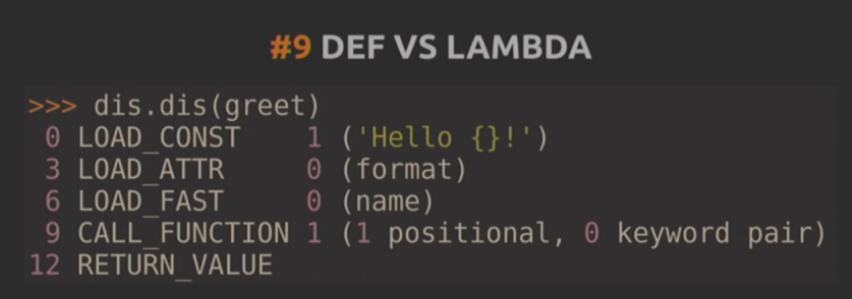 #9 DEF VS LAMBDA
>>> dis.dis(greet)
0 LOAD_CONST 1 ('Hello {}!')
3 LOAD_ATTR 0 (format)
6 LOAD_FAST 0 (name)
9 CALL_FUNCTION 1 (1 positional, 0 keyword pair)
12 RETURN_VALUE